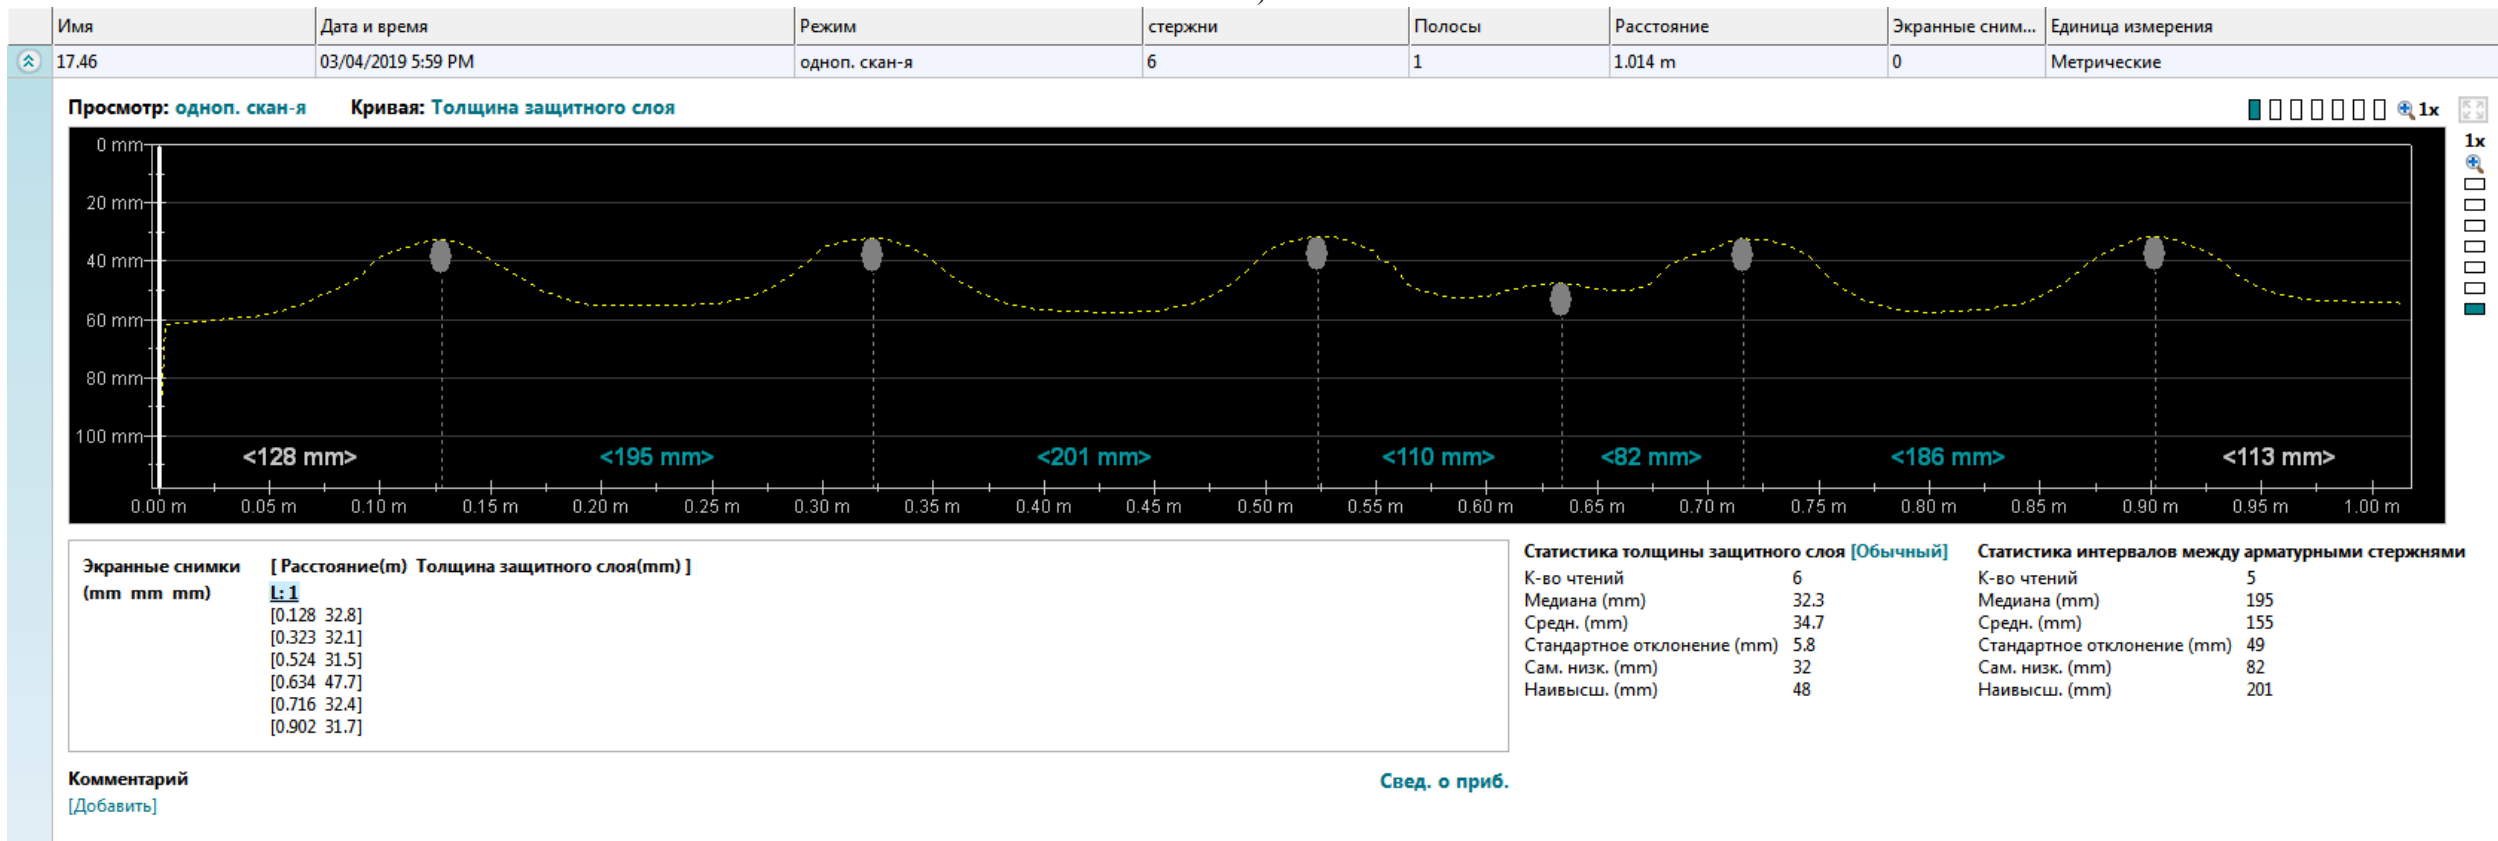 Имя Дата и время Режим стержни Полосы Расстояние Экранные сним... Единица измерения
17.46 03/04/2019 5:59 PM одноп. скан-я 6 1 1.014 m 0 Метрические
Просмотр: одноп. скан-я Кривая: Толщина защитного слоя 1x
1x
0 mm
20 mm
40 mm
60 mm
80 mm
100 mm
<128 mm> <195 mm> <201 mm> <110 mm> <82 mm> <186 mm> <113 mm>
0.00 m 0.05 m 0.10 m 0.15 m 0.20 m 0.25 m 0.30 m 0.35 m 0.40 m 0.45 m 0.50 m 0.55 m 0.60 m 0.65 m 0.70 m 0.75 m 0.80 m 0.85 m 0.90 m 0.95 m 1.00 m
Экранные снимки [ Расстояние(m) Толщина защитного слоя(mm) ]
(mm mm mm) L: 1
[0.128 32.8]
[0.323 32.1]
[0.524 31.5]
[0.634 47.7]
[0.716 32.4]
[0.902 31.7]
Статистика толщины защитного слоя [Обычный]
К-во чтений 6
Медиана (mm) 32.3
Средн. (mm) 34.7
Стандартное отклонение (mm) 5.8
Сам. низк. (mm) 32
Наивысш. (mm) 48
Статистика интервалов между арматурными стержнями
К-во чтений 5
Медиана (mm) 195
Средн. (mm) 155
Стандартное отклонение (mm) 49
Сам. низк. (mm) 82
Наивысш. (mm) 201
Комментарий Свед. о приб.
[Добавить]